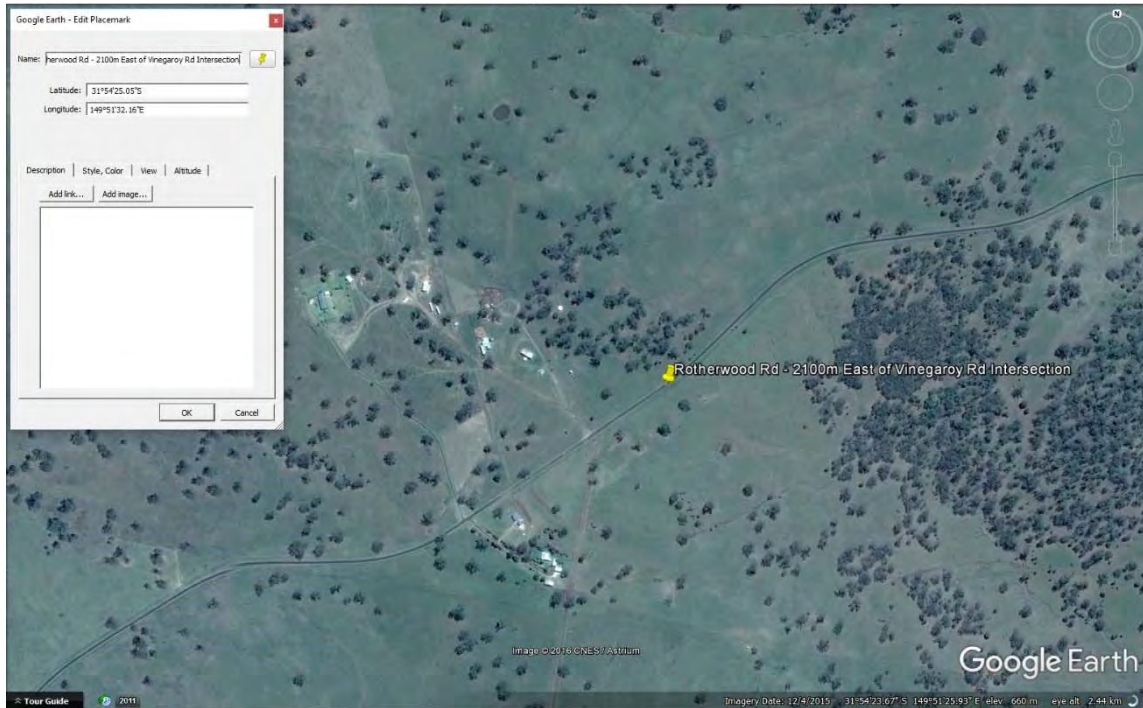 Google Earth - Edit Placemark
x
Name: herwood Rd - 2100m East of Vinegaroy Rd Intersection
Latitude: 31°54'25.05"S
Longitude: 149°51'32.16"E
Description Style, Color View Altitude
Add link... Add image...
OK Cancel
N
Rotherwood Rd - 2100m East of Vinegaroy Rd Intersection
Image © 2016 CNES / Astrium
Google Earth
Tour Guide 2011 Imagery Date: 12/4/2015 31°54'23.67" S 149°51'25.93" E elev 660 m eye alt 2.44 km